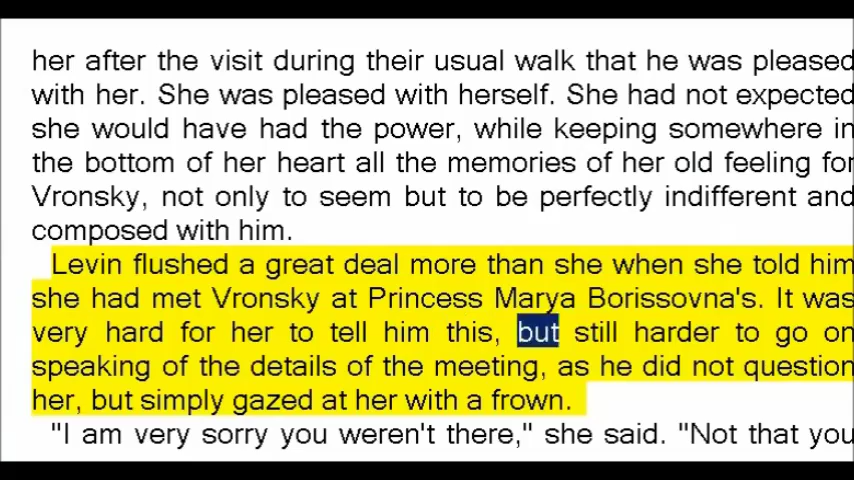 her after the visit during their usual walk that he was pleased
with her. She was pleased with herself. She had not expected
she would have had the power, while keeping somewhere in
the bottom of her heart all the memories of her old feeling for
Vronsky, not only to seem but to be perfectly indifferent and
composed with him.
Levin flushed a great deal more than she when she told him
she had met Vronsky at Princess Marya Borissovna's. It was
very hard for her to tell him this, but still harder to go on
speaking of the details of the meeting, as he did not question
her, but simply gazed at her with a frown.
"I am very sorry you weren't there," she said. "Not that you